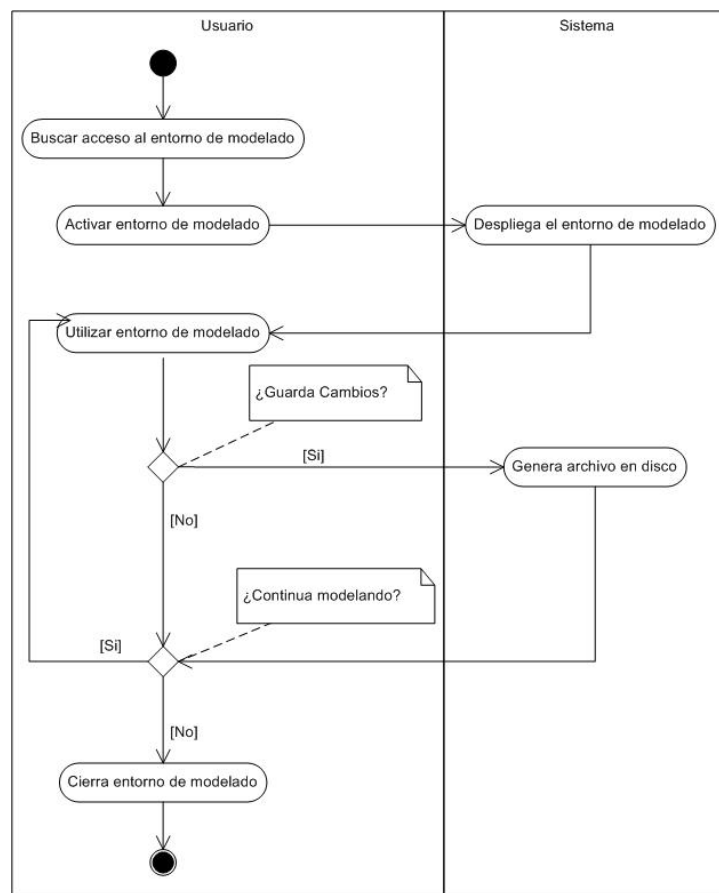 Usuario
Sistema
Buscar acceso al entorno de modelado
Activar entorno de modelado
Despliega el entorno de modelado
Utilizar entorno de modelado
¿Guarda Cambios?
[Si]
Genera archivo en disco
[No]
¿Continua modelando?
[Si]
[No]
Cierra entorno de modelado